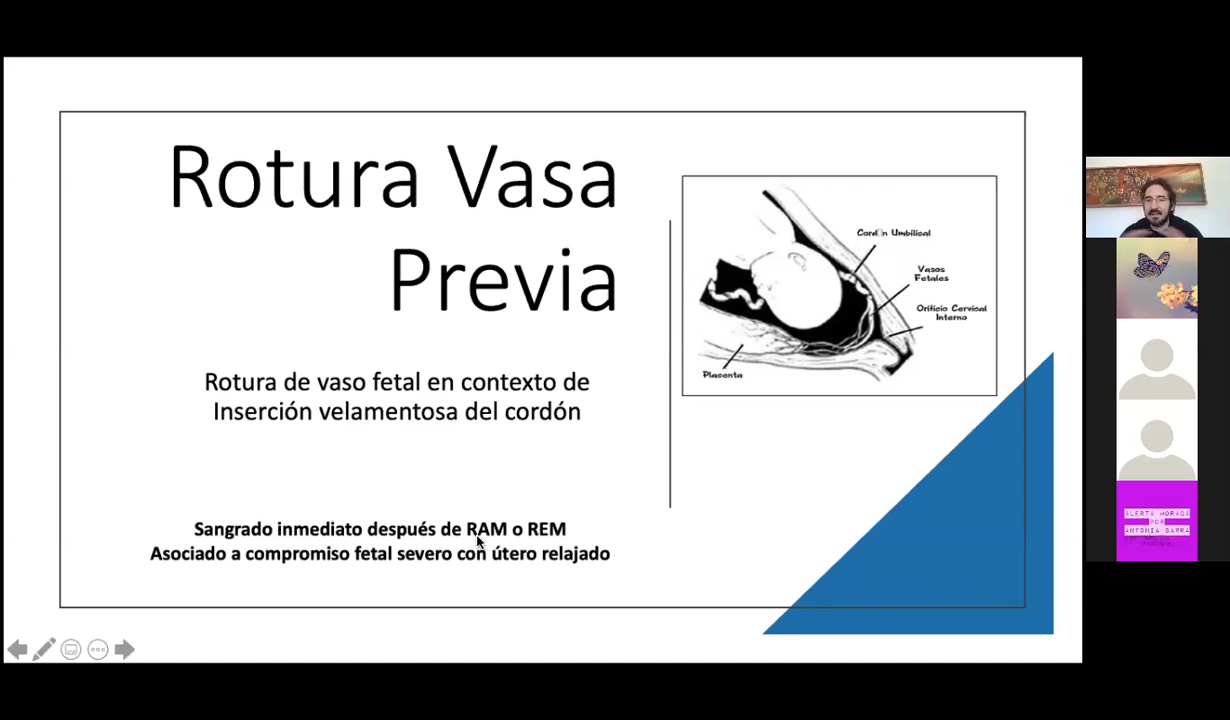 Rotura Vasa
Previa
Rotura de vaso fetal en contexto de
Inserción velamentosa del cordón
Sangrado inmediato después de RAM o REM
Asociado a compromiso fetal severo con útero relajado
Cordón Umbilical
Vasos
Fetales
Orificio Cervical
Interno
Placenta
ALERTA MORADA
POR
ANTONIA BARRA